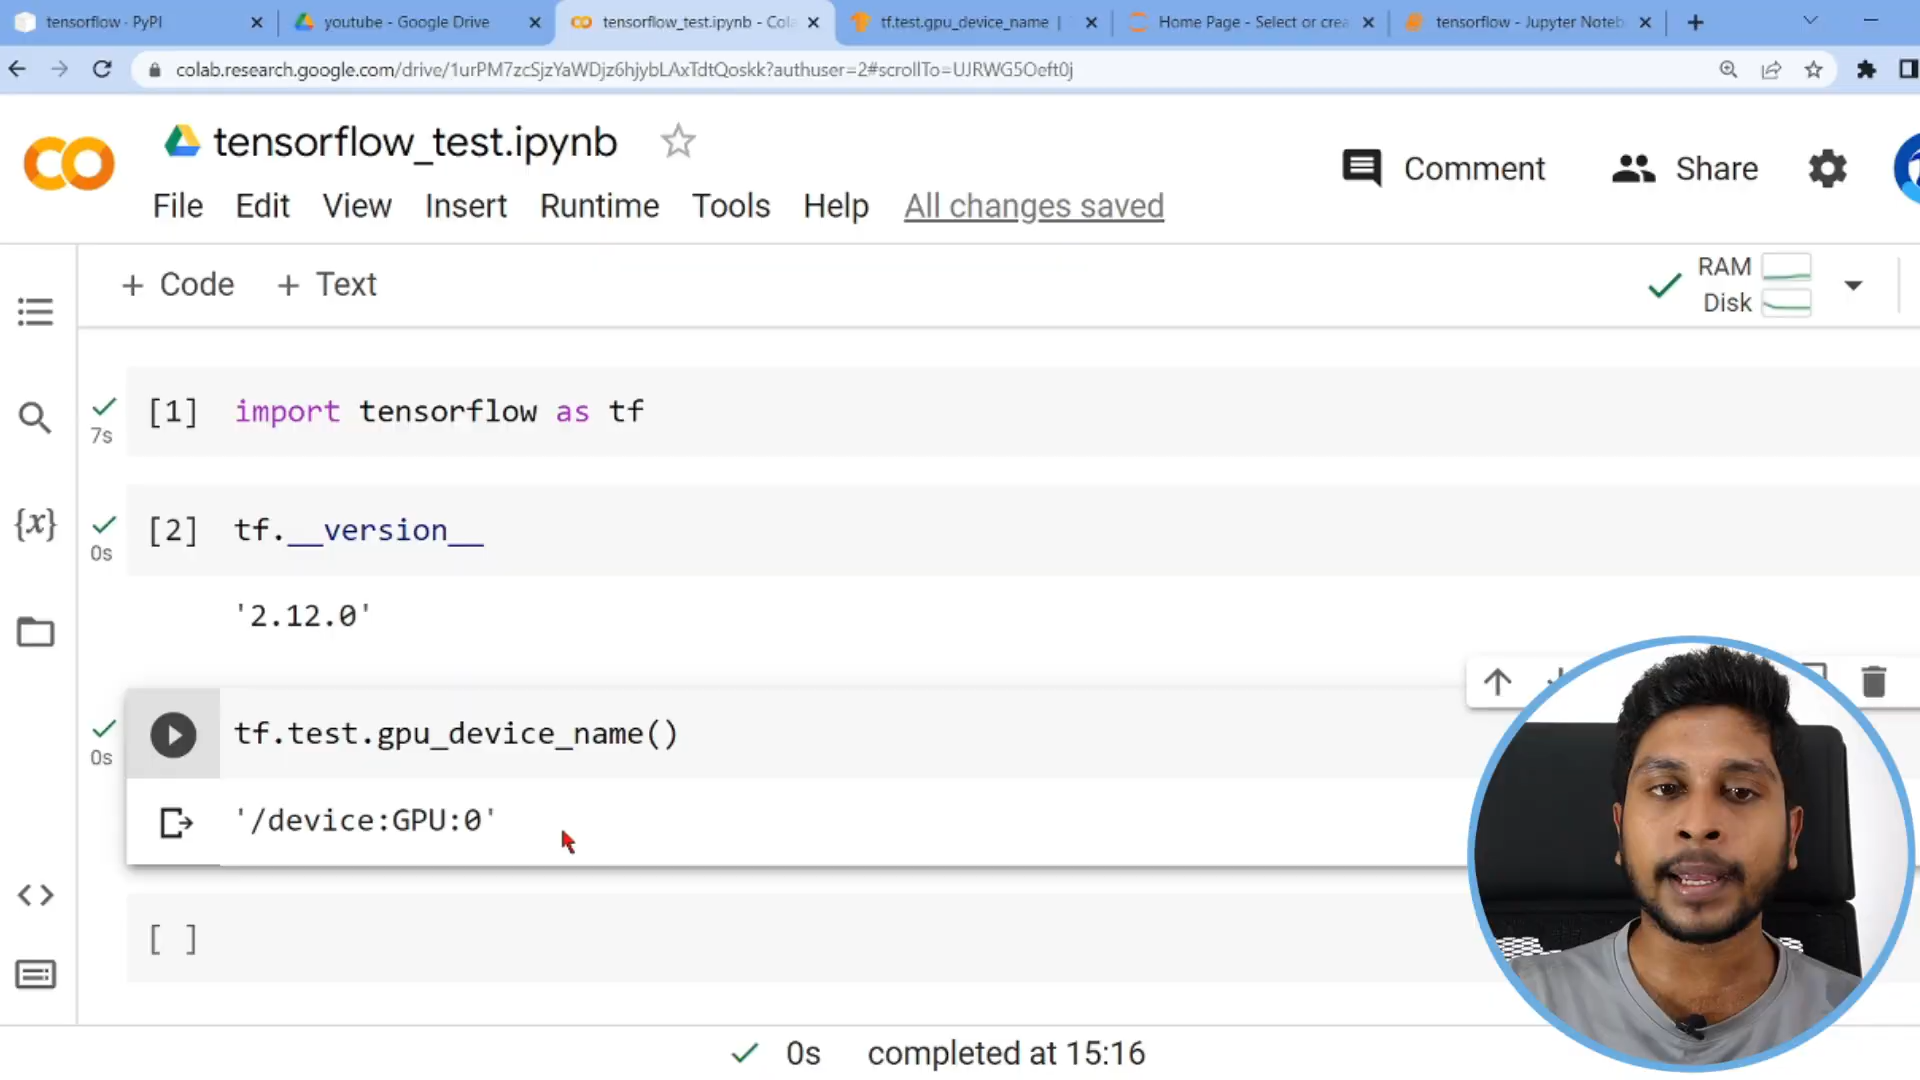 tensorflow · PyPI
youtube - Google Drive
tensorflow_test.ipynb - Cola
tf.test.gpu_device_name |
Home Page - Select or crea
tensorflow - Jupyter Noteb
colab.research.google.com/drive/1urPM7zcSjzYaWDjz6hjybLAxTdtQoskk?authuser=2#scrollTo=UJRWG5Oeft0j
tensorflow_test.ipynb
Comment
Share
File Edit View Insert Runtime Tools Help All changes saved
+ Code + Text
RAM
Disk
[1] import tensorflow as tf
7s
{x}
[2] tf.__version__
0s
'2.12.0'
tf.test.gpu_device_name()
0s
'/device:GPU:0'
[ ]
0s completed at 15:16